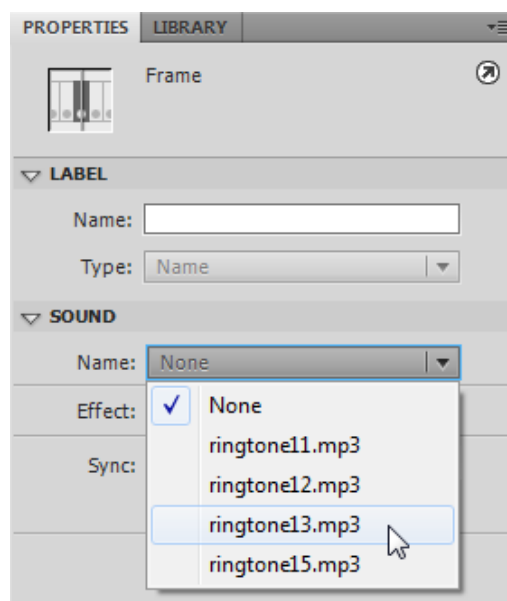 PROPERTIES LIBRARY
Frame
LABEL
Name:
Type: Name
SOUND
Name: None
Effect: None
ringtone11.mp3
Sync: ringtone12.mp3
ringtone13.mp3
ringtone15.mp3